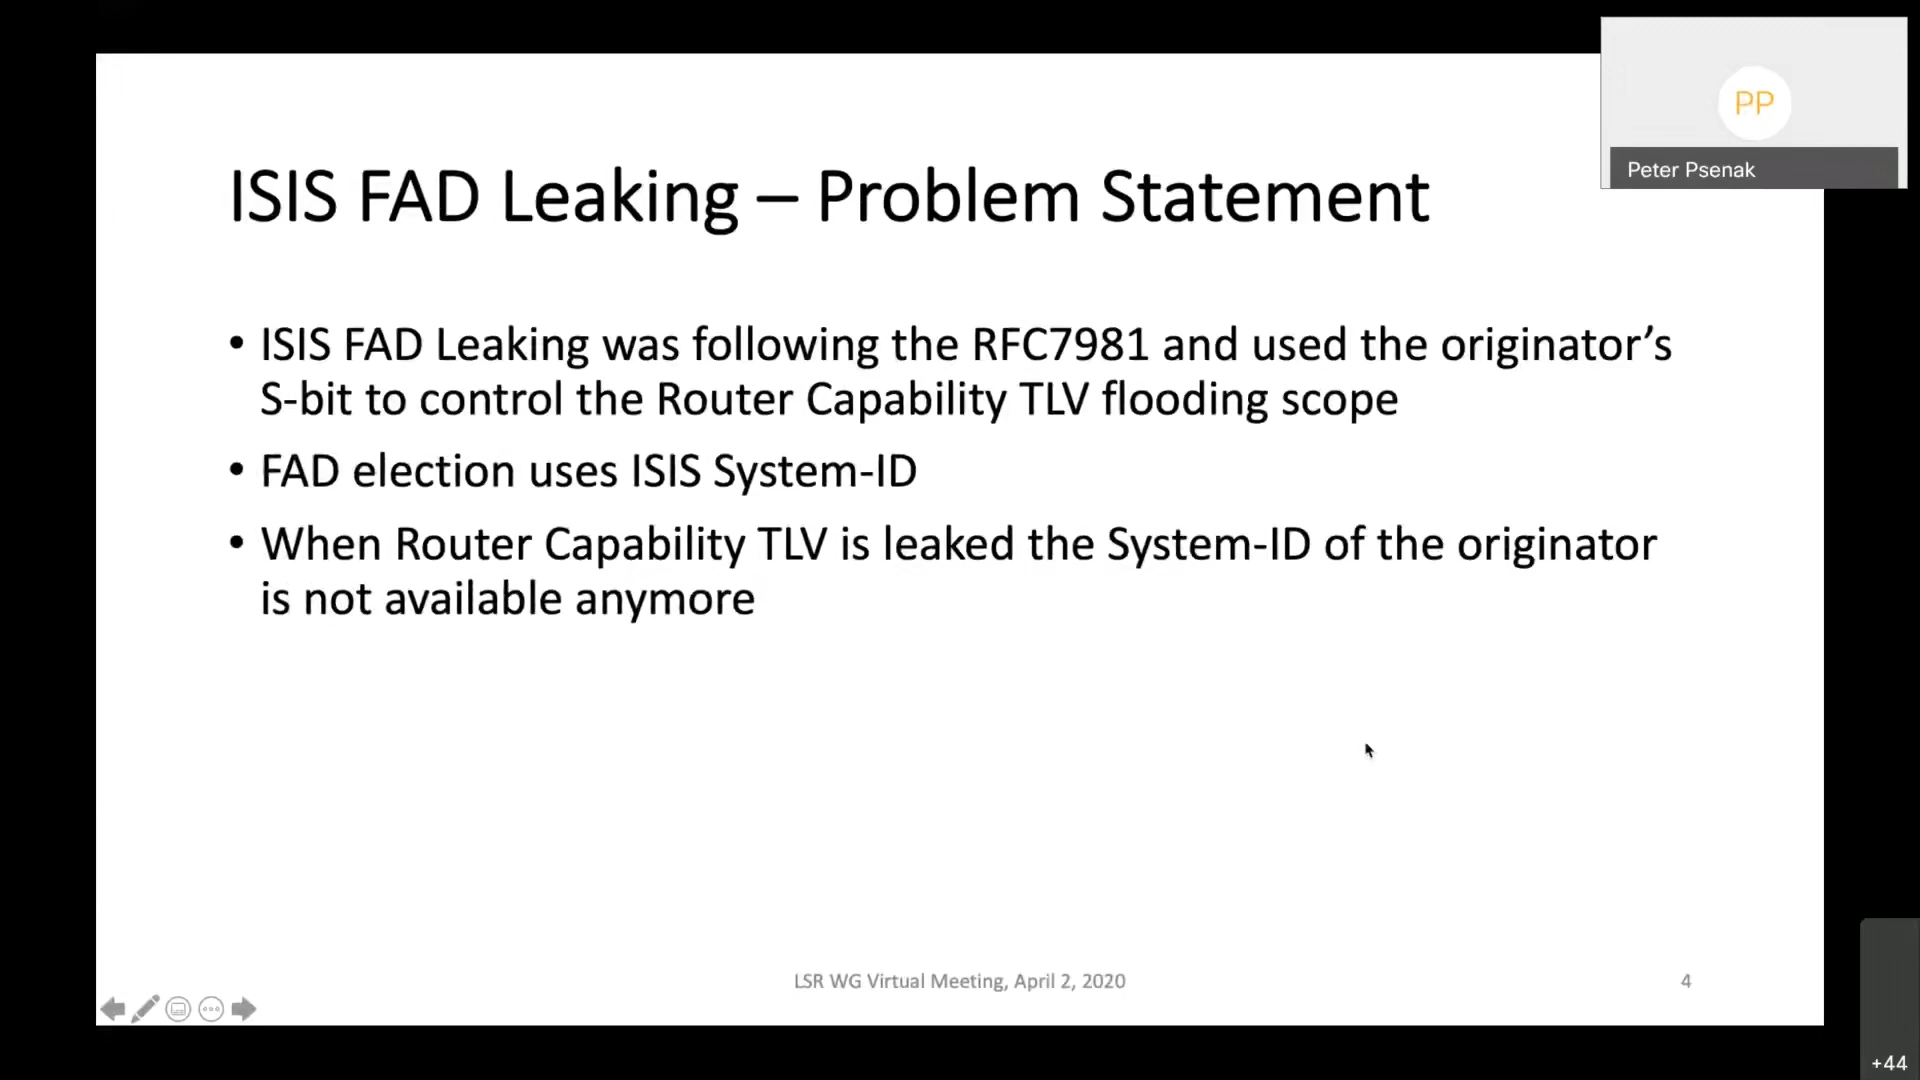 PP
Peter Psenak
ISIS FAD Leaking – Problem Statement
• ISIS FAD Leaking was following the RFC7981 and used the originator’s
S-bit to control the Router Capability TLV flooding scope
• FAD election uses ISIS System-ID
• When Router Capability TLV is leaked the System-ID of the originator
is not available anymore
LSR WG Virtual Meeting, April 2, 2020
4
+44